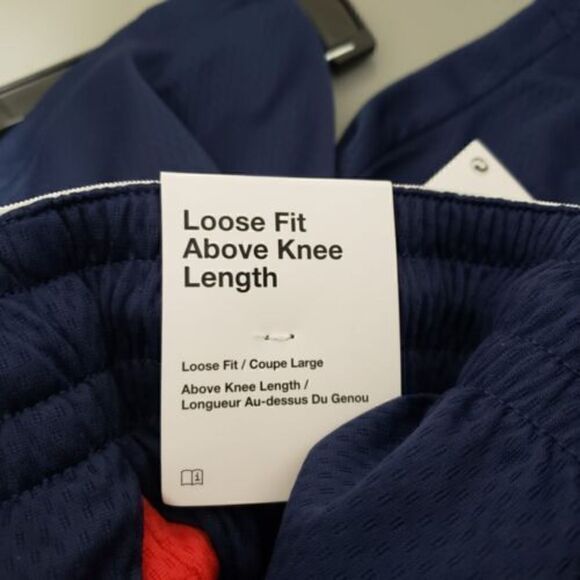 Loose Fit
Above Knee
Length
Loose Fit / Coupe Large
Above Knee Length /
Longueur Au-dessus Du Genou
i